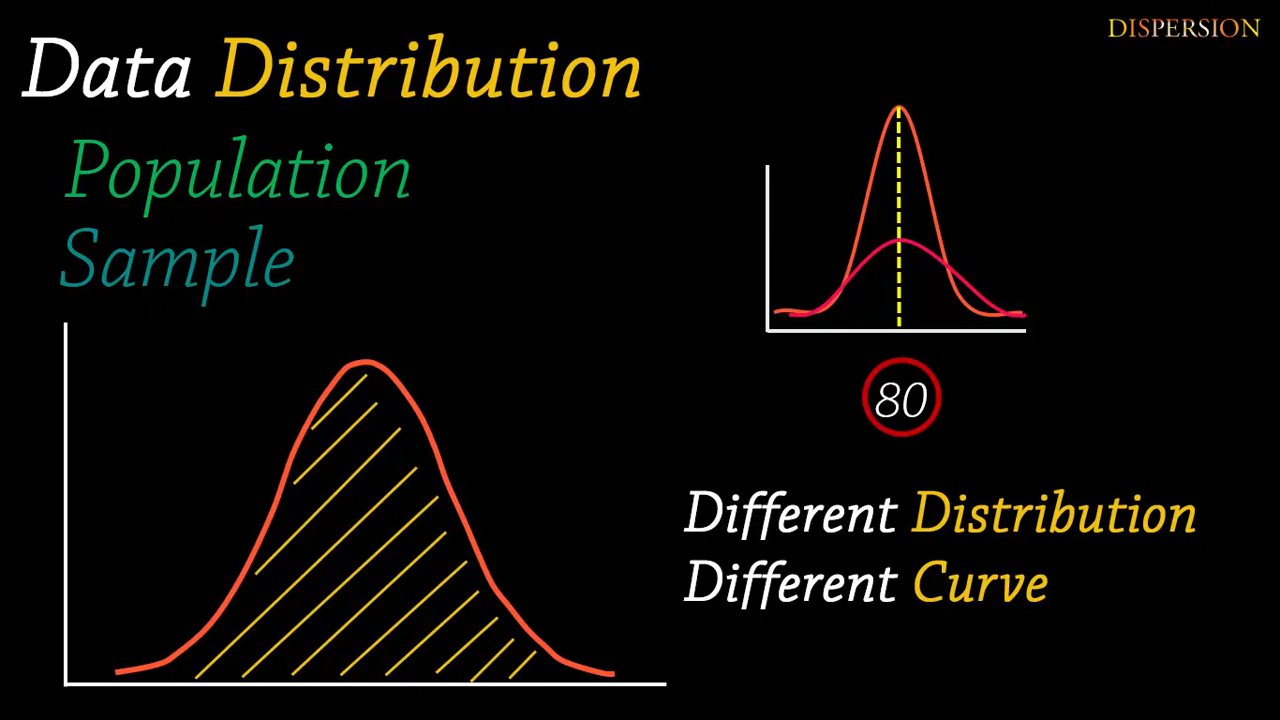 DISPERSION
Data Distribution
Population
Sample
80
Different Distribution
Different Curve